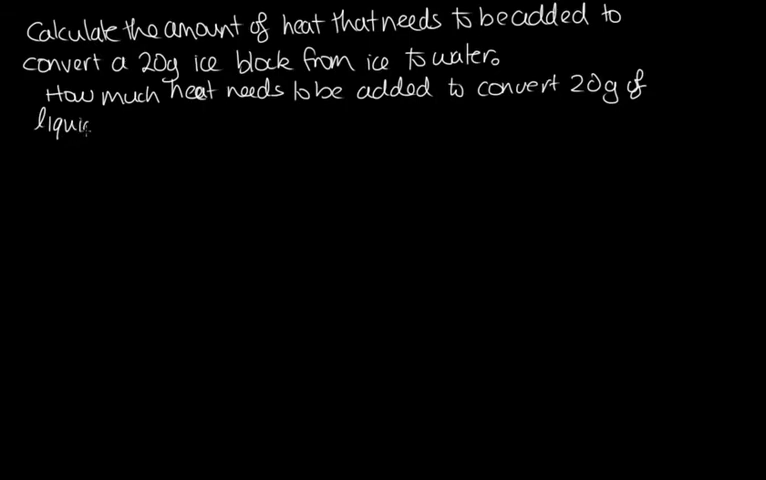 Calculate the amount of heat that needs to be added to
convert a 20g ice block from ice to water.
How much heat needs to be added to convert 20g of
liqui